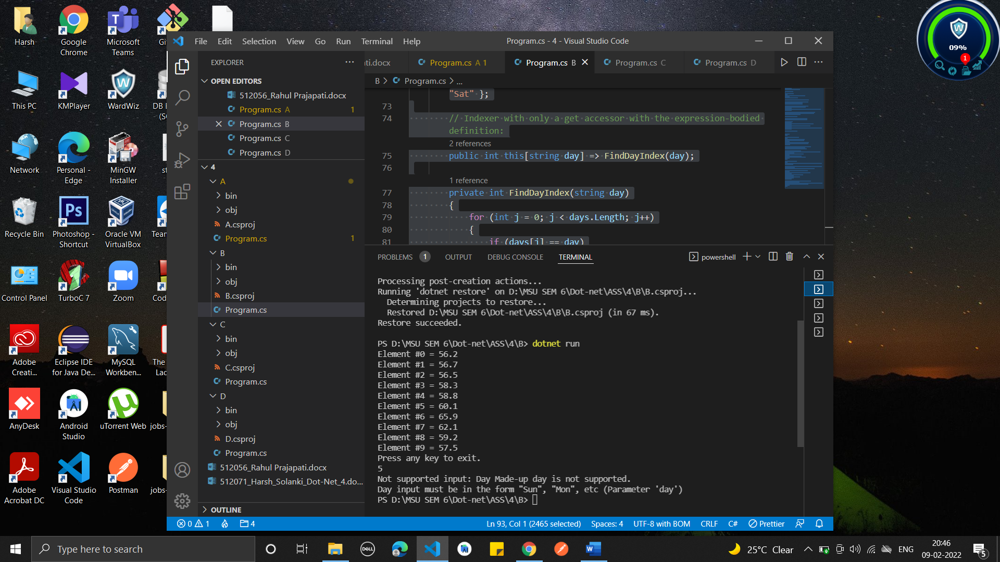 Harsh
Google
Chrome
Microsoft
Teams
This PC
KMPlayer
WardWiz
Network
Personal -
Edge
MinGW
Installer
Recycle Bin
Photoshop -
Shortcut
Oracle VM
VirtualBox
Control Panel
TurboC 7
Zoom
Adobe
Creati...
Eclipse IDE
for Java De...
MySQL
Workben...
AnyDesk
Android
Studio
uTorrent Web
jobs-
Adobe
Acrobat DC
Visual Studio
Code
Postman
jobs-
File Edit Selection View Go Run Terminal Help
Program.cs - 4 - Visual Studio Code
EXPLORER
OPEN EDITORS
512056_Rahul Prajapati.docx
Program.cs A 1
Program.cs B
Program.cs C
Program.cs D
4
A
bin
obj
A.csproj
Program.cs 1
B
bin
obj
B.csproj
Program.cs
C
bin
obj
C.csproj
Program.cs
D
bin
obj
D.csproj
Program.cs
512056_Rahul Prajapati.docx
512071_Harsh_Solanki_Dot-Net_4.do...
OUTLINE
ti.docx Program.cs A 1 Program.cs B Program.cs C Program.cs D
B > Program.cs > ...
"Sat" };
73
74 // Indexer with only a get accessor with the expression-bodied
definition:
2 references
75 public int this[string day] => FindDayIndex(day);
76
1 reference
77 private int FindDayIndex(string day)
78 {
79 for (int j = 0; j < days.Length; j++)
80 {
81 if (days[j] == day)
PROBLEMS 1 OUTPUT DEBUG CONSOLE TERMINAL
powershell
Processing post-creation actions...
Running 'dotnet restore' on D:\MSU SEM 6\Dot-net\ASS\4\B\B.csproj...
Determining projects to restore...
Restored D:\MSU SEM 6\Dot-net\ASS\4\B\B.csproj (in 67 ms).
Restore succeeded.
PS D:\MSU SEM 6\Dot-net\ASS\4\B> dotnet run
Element #0 = 56.2
Element #1 = 56.7
Element #2 = 56.5
Element #3 = 58.3
Element #4 = 58.8
Element #5 = 60.1
Element #6 = 65.9
Element #7 = 62.1
Element #8 = 59.2
Element #9 = 57.5
Press any key to exit.
5
Not supported input: Day Made-up day is not supported.
Day input must be in the form "Sun", "Mon", etc (Parameter 'day')
PS D:\MSU SEM 6\Dot-net\ASS\4\B>
0 1 4
Ln 93, Col 1 (2465 selected) Spaces: 4 UTF-8 with BOM CRLF C# Prettier
09%
1
Type here to search
DELL
25°C Clear
ENG
20:46
09-02-2022
5